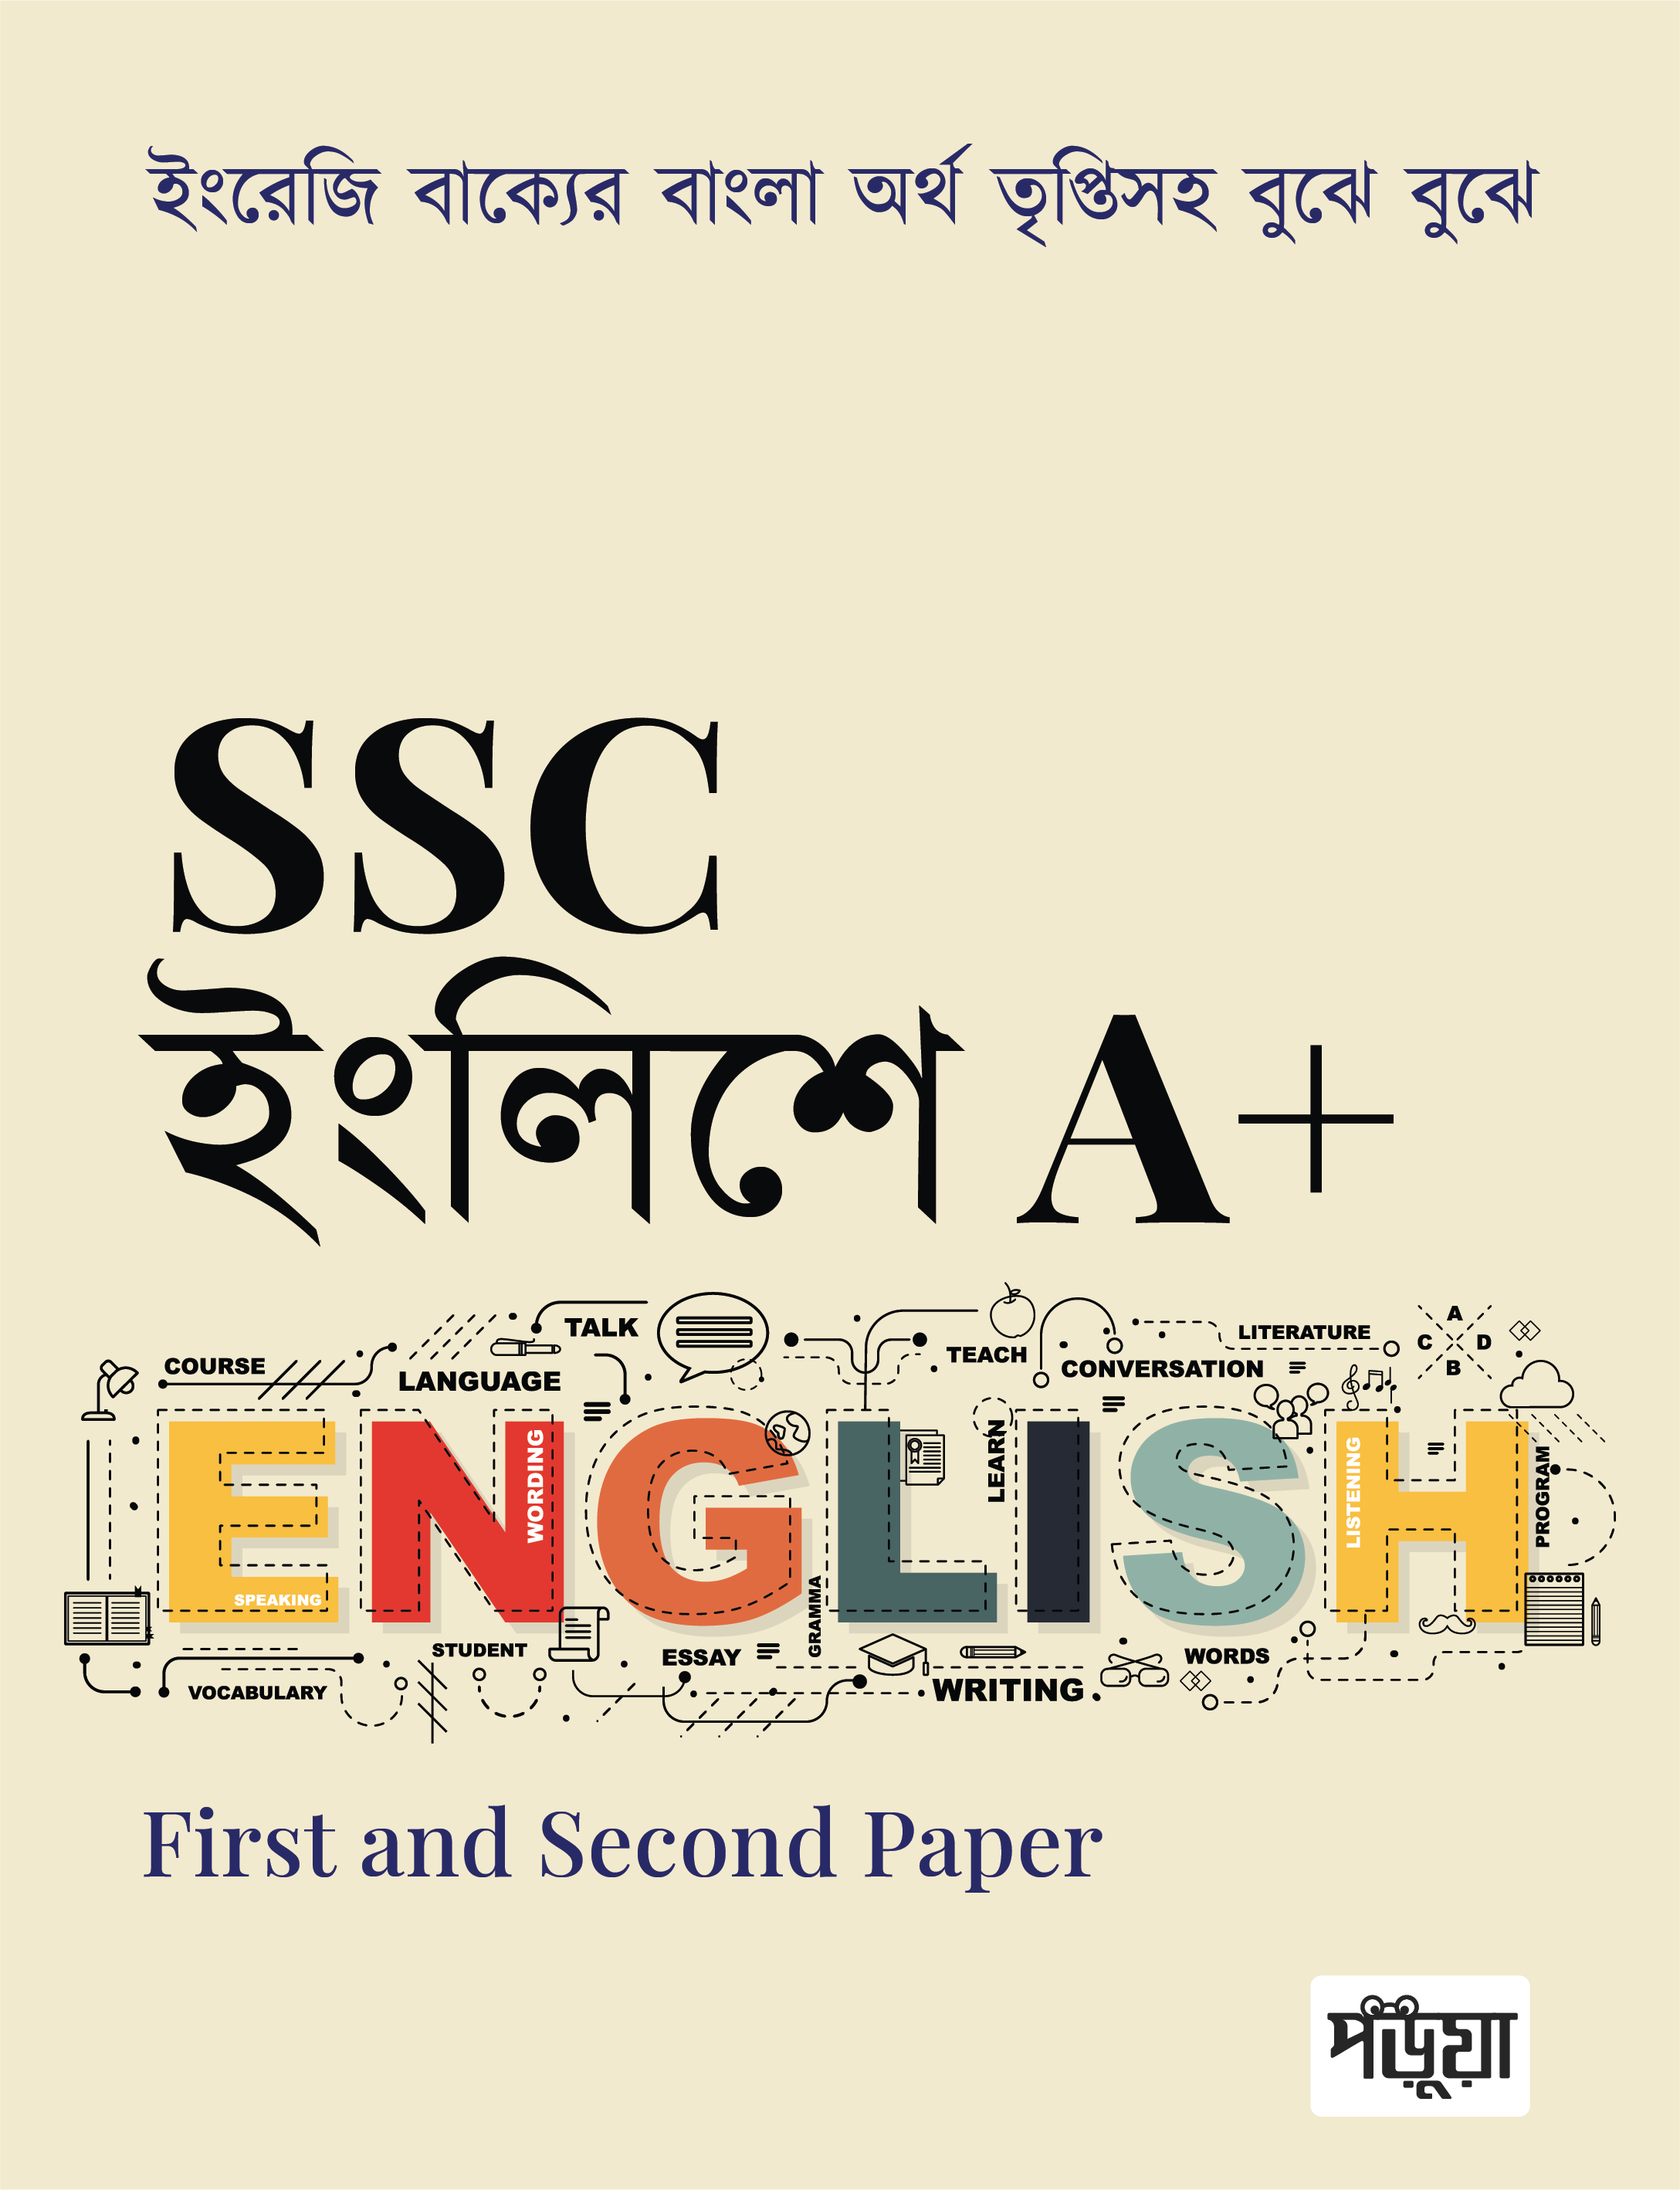 ইংরেজি বাক্যের বাংলা অর্থ তৃপ্তিসহ বুঝে বুঝে
SSC
ইংলিশে A+
TALK
COURSE
LANGUAGE
TEACH
CONVERSATION
LITERATURE
A
C D
B
ENGLISH
WORDING
SPEAKING
GRAMMA
LEARN
LISTENING
PROGRAM
STUDENT
VOCABULARY
ESSAY
WRITING
WORDS
First and Second Paper
পড়ুয়া